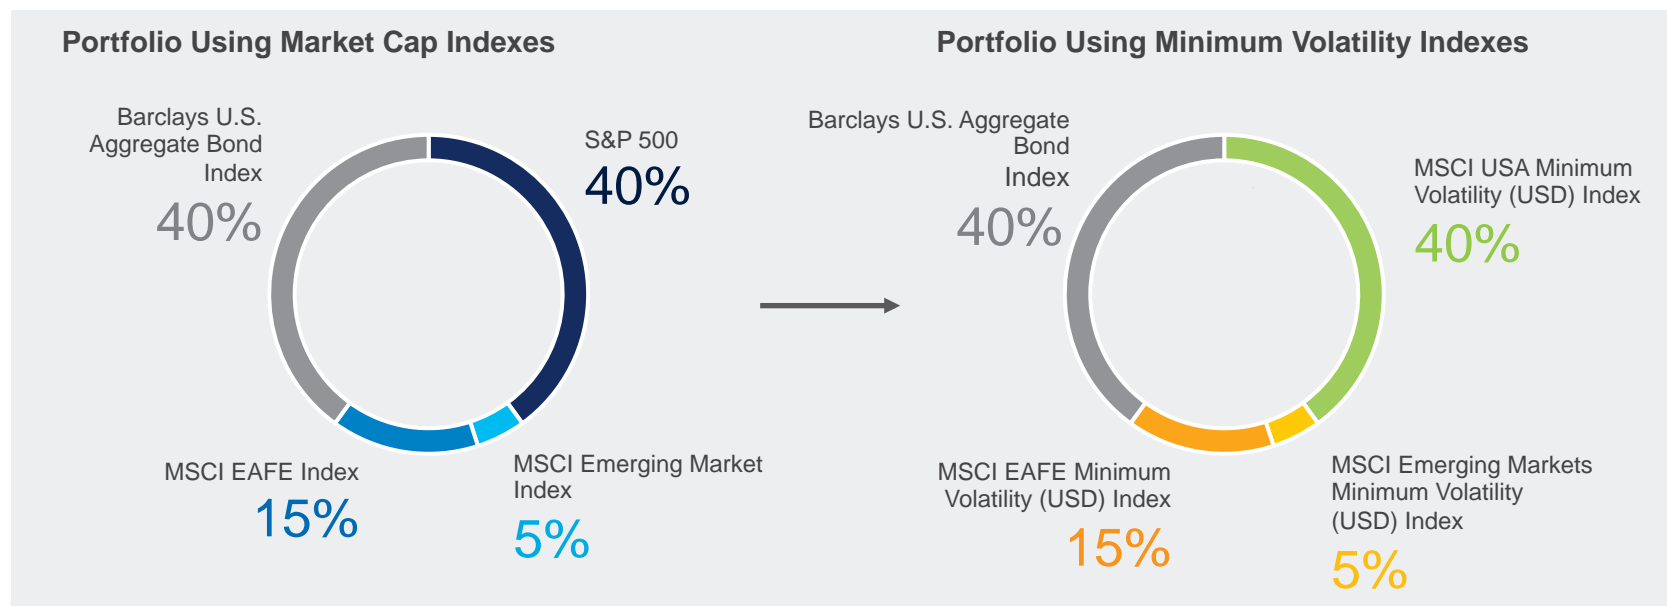 Portfolio Using Market Cap Indexes
Barclays U.S.
Aggregate Bond
Index
40%
S&P 500
40%
MSCI EAFE Index
15%
MSCI Emerging Market
Index
5%
Portfolio Using Minimum Volatility Indexes
Barclays U.S. Aggregate
Bond
Index
40%
MSCI USA Minimum
Volatility (USD) Index
40%
MSCI EAFE Minimum
Volatility (USD) Index
15%
MSCI Emerging Markets
Minimum Volatility
(USD) Index
5%